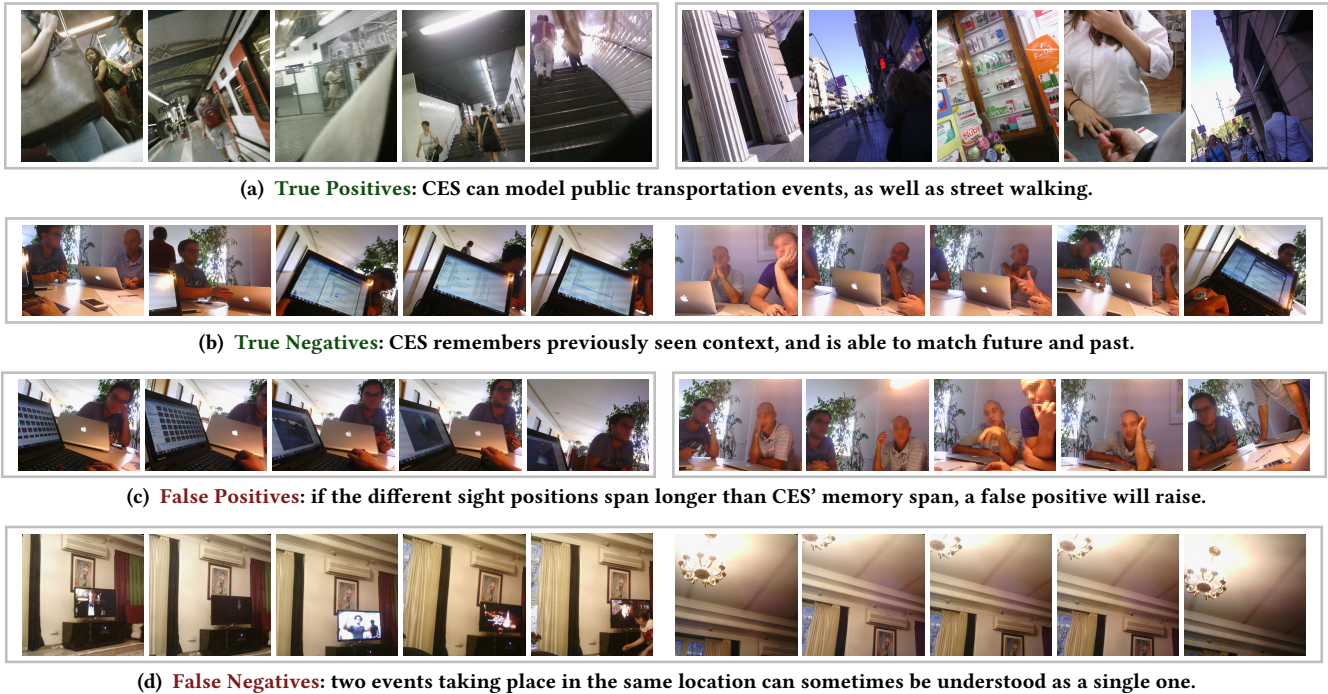 (a) True Positives: CES can model public transportation events, as well as street walking.
(b) True Negatives: CES remembers previously seen context, and is able to match future and past.
(c) False Positives: if the different sight positions span longer than CES’ memory span, a false positive will raise.
(d) False Negatives: two events taking place in the same location can sometimes be understood as a single one.